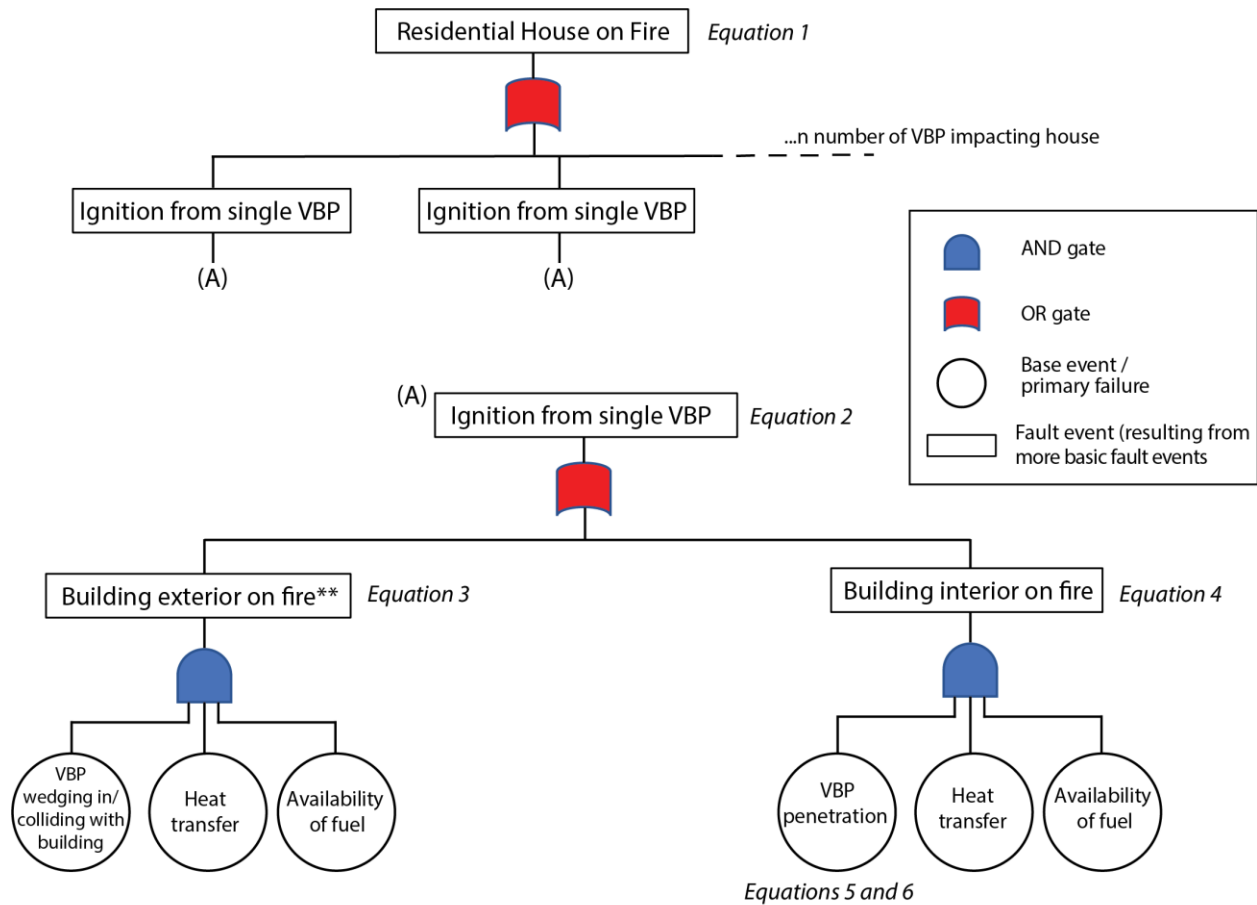 Residential House on Fire
Equation 1
...n number of VBP impacting house
Ignition from single VBP
Ignition from single VBP
(A)
(A)
AND gate
OR gate
Base event /
primary failure
Fault event (resulting from
more basic fault events
(A)
Ignition from single VBP
Equation 2
Building exterior on fire**
Equation 3
Building interior on fire
Equation 4
VBP
wedging in/
colliding with
building
Heat
transfer
Availability
of fuel
VBP
penetration
Heat
transfer
Availability
of fuel
Equations 5 and 6